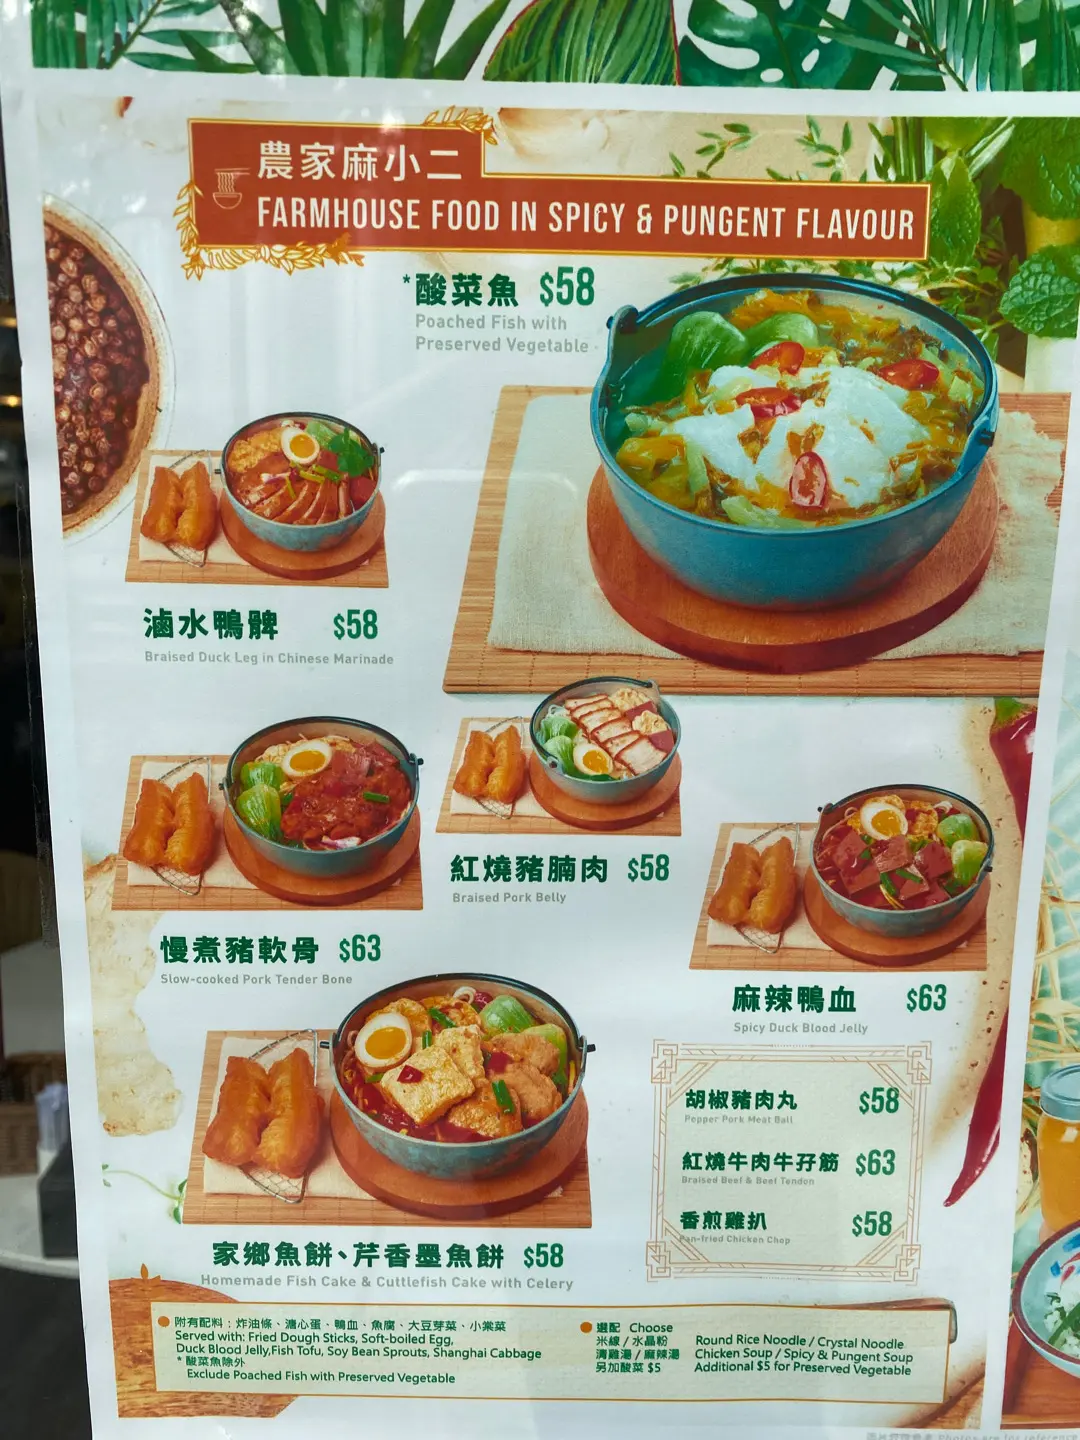 農家麻小二
FARMHOUSE FOOD IN SPICY & PUNGENT FLAVOUR
*酸菜魚 $58
Poached Fish with
Preserved Vegetable
滷水鴨髀 $58
Braised Duck Leg in Chinese Marinade
紅燒豬腩肉 $58
Braised Pork Belly
慢煮豬軟骨 $63
Slow-cooked Pork Tender Bone
麻辣鴨血 $63
Spicy Duck Blood Jelly
胡椒豬肉丸 $58
Pepper Pork Meat Ball
紅燒牛肉牛孖筋 $63
Braised Beef & Beef Tendon
香煎雞扒 $58
Pan-fried Chicken Chop
家鄉魚餅、芹香墨魚餅 $58
Homemade Fish Cake & Cuttlefish Cake with Celery
附有配料：炸油條、溏心蛋、鴨血、魚腐、大豆芽菜、小棠菜
Served with: Fried Dough Sticks, Soft-boiled Egg,
Duck Blood Jelly,Fish Tofu, Soy Bean Sprouts, Shanghai Cabbage
*酸菜魚除外
Exclude Poached Fish with Preserved Vegetable
選配 Choose
米線/水晶粉 Round Rice Noodle / Crystal Noodle
清雞湯/麻辣湯 Chicken Soup / Spicy & Pungent Soup
另加酸菜 $5 Additional $5 for Preserved Vegetable
Photos are for reference